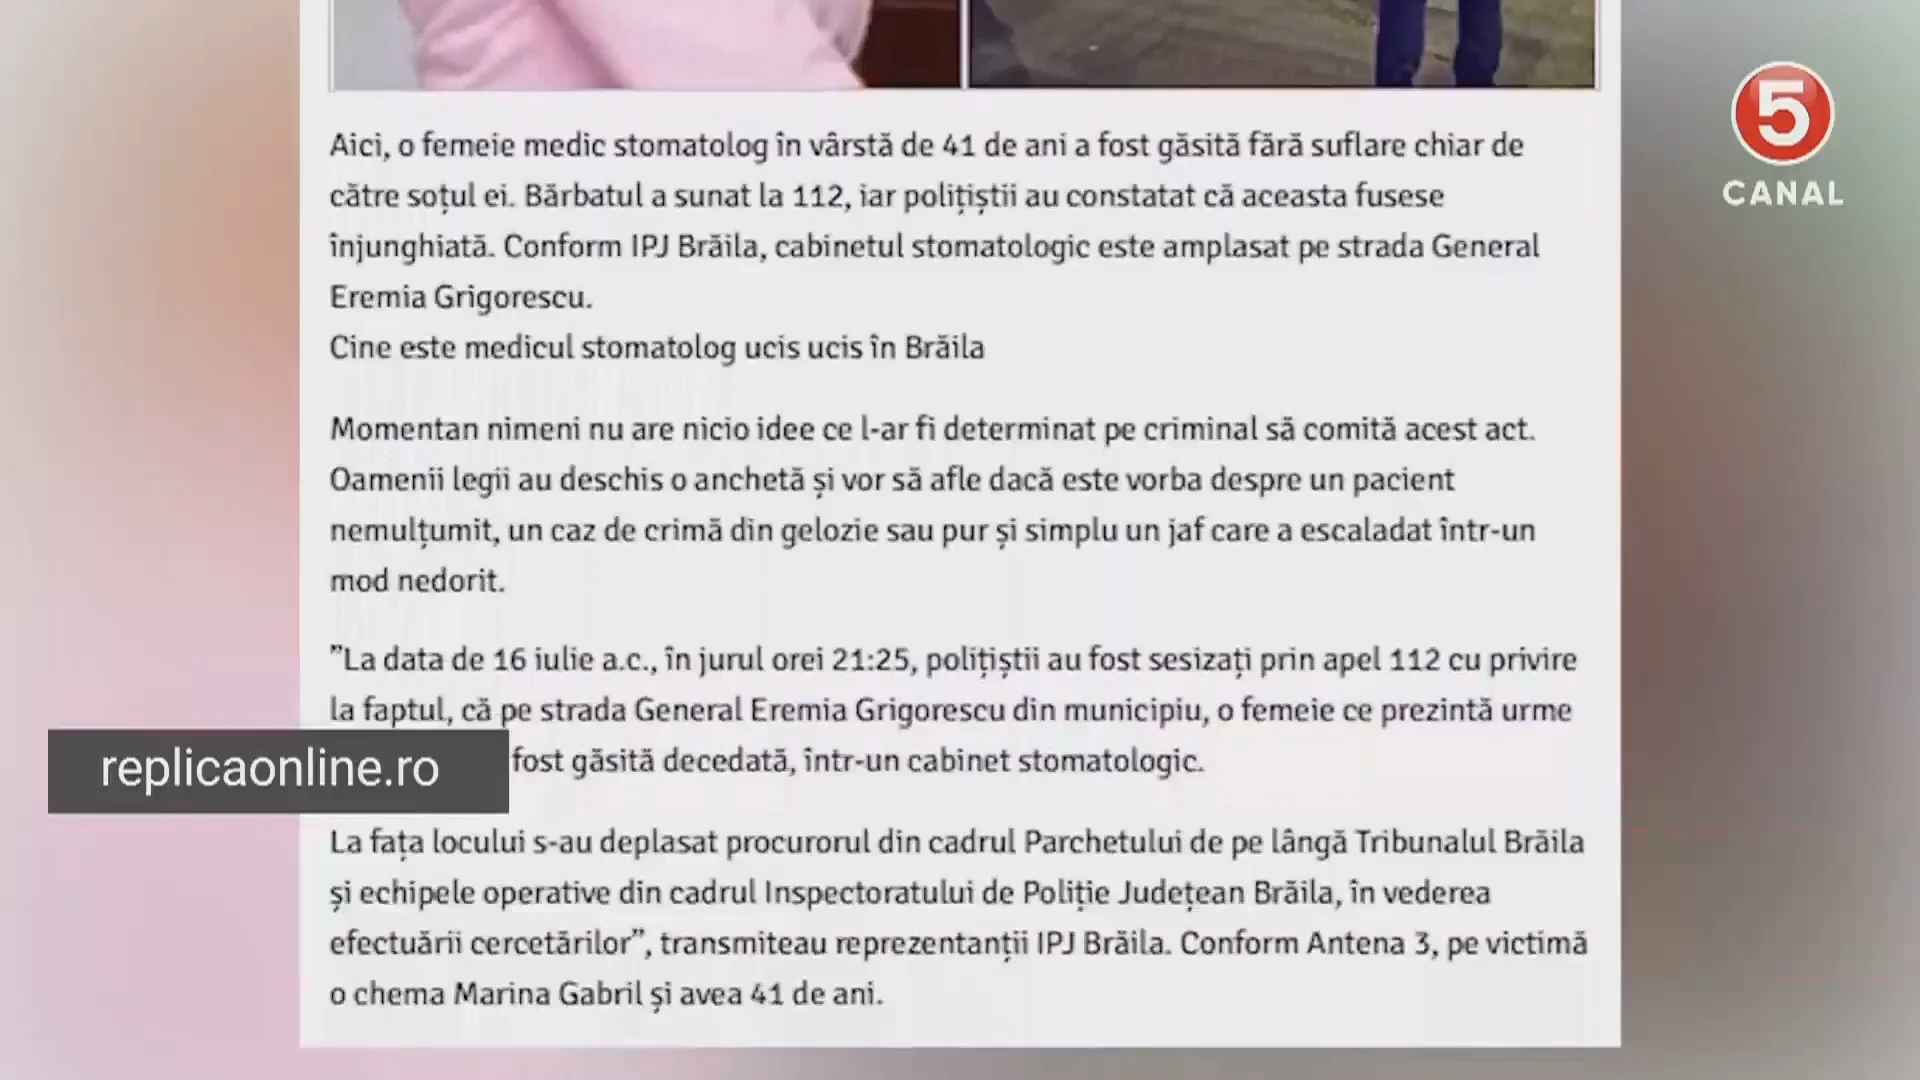 5
CANAL
Aici, o femeie medic stomatolog în vârstă de 41 de ani a fost găsită fără suflare chiar de
către soțul ei. Bărbatul a sunat la 112, iar polițiștii au constatat că aceasta fusese
înjunghiată. Conform IPJ Brăila, cabinetul stomatologic este amplasat pe strada General
Eremia Grigorescu.
Cine este medicul stomatolog ucis ucis în Brăila
Momentan nimeni nu are nicio idee ce l-ar fi determinat pe criminal să comită acest act.
Oamenii legii au deschis o anchetă și vor să afle dacă este vorba despre un pacient
nemulțumit, un caz de crimă din gelozie sau pur și simplu un jaf care a escaladat într-un
mod nedorit.
”La data de 16 iulie a.c., în jurul orei 21:25, polițiștii au fost sesizați prin apel 112 cu privire
la faptul, că pe strada General Eremia Grigorescu din municipiu, o femeie ce prezintă urme
fost găsită decedată, într-un cabinet stomatologic.
replicaonline.ro
La fața locului s-au deplasat procurorul din cadrul Parchetului de pe lângă Tribunalul Brăila
și echipele operative din cadrul Inspectoratului de Poliție Județean Brăila, în vederea
efectuării cercetărilor”, transmiteau reprezentanții IPJ Brăila. Conform Antena 3, pe victimă
o chema Marina Gabril și avea 41 de ani.